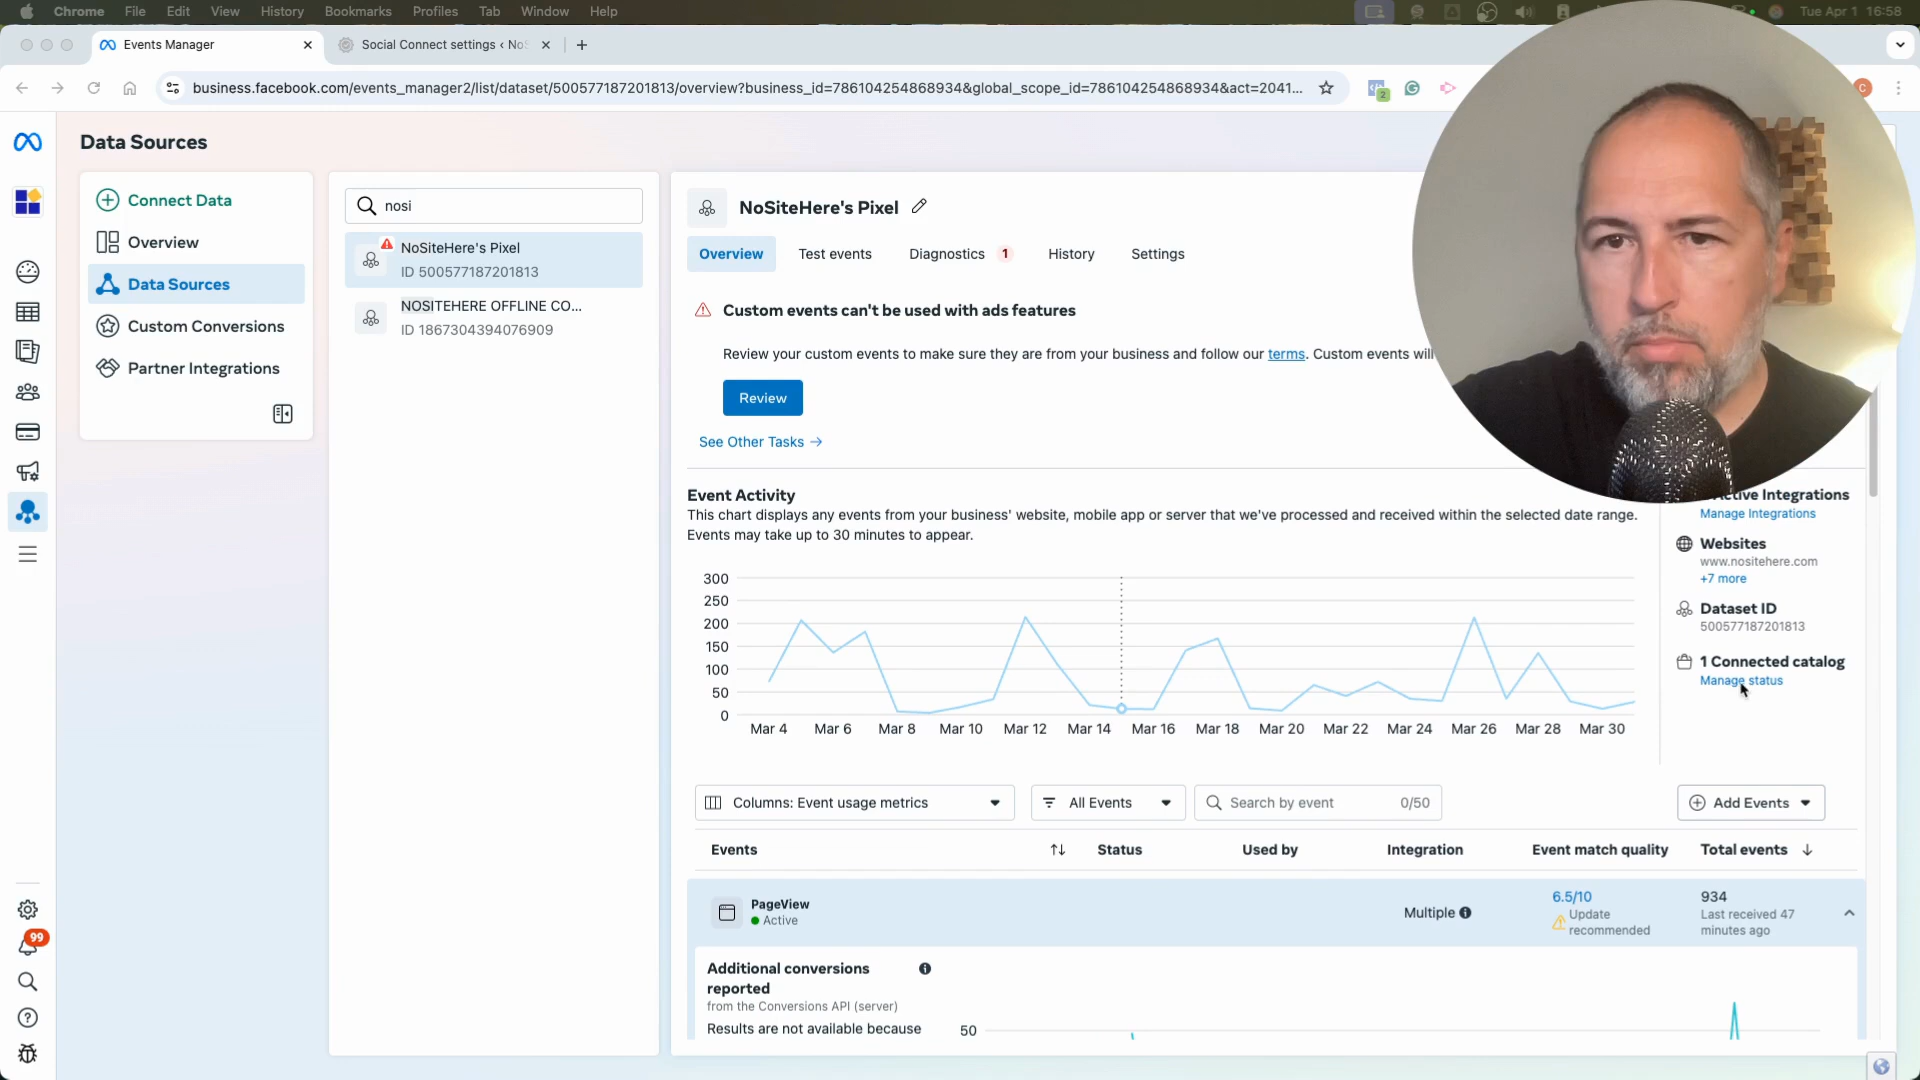 Chrome File Edit View History Bookmarks Profiles Tab Window Help
Tue Apr 1 16:58
Events Manager
Social Connect settings ‹ NoS
business.facebook.com/events_manager2/list/dataset/500577187201813/overview?business_id=786104254868934&global_scope_id=786104254868934&act=2041...
2
C
Data Sources
Connect Data
Overview
Data Sources
Custom Conversions
Partner Integrations
99
nosi
NoSiteHere's Pixel
ID 500577187201813
NOSITEHERE OFFLINE CO...
ID 1867304394076909
NoSiteHere's Pixel
Overview
Test events
Diagnostics 1
History
Settings
Custom events can't be used with ads features
Review your custom events to make sure they are from your business and follow our terms. Custom events will
Review
See Other Tasks →
Event Activity
This chart displays any events from your business' website, mobile app or server that we've processed and received within the selected date range.
Events may take up to 30 minutes to appear.
300
250
200
150
100
50
0
Mar 4 Mar 6 Mar 8 Mar 10 Mar 12 Mar 14 Mar 16 Mar 18 Mar 20 Mar 22 Mar 24 Mar 26 Mar 28 Mar 30
Active Integrations
Manage Integrations
Websites
www.nositehere.com
+7 more
Dataset ID
500577187201813
1 Connected catalog
Manage status
Columns: Event usage metrics
All Events
Search by event 0/50
Add Events
Events Status Used by Integration Event match quality Total events
PageView
Active
Multiple
6.5/10
Update
recommended
934
Last received 47
minutes ago
Additional conversions
reported
from the Conversions API (server)
Results are not available because
50